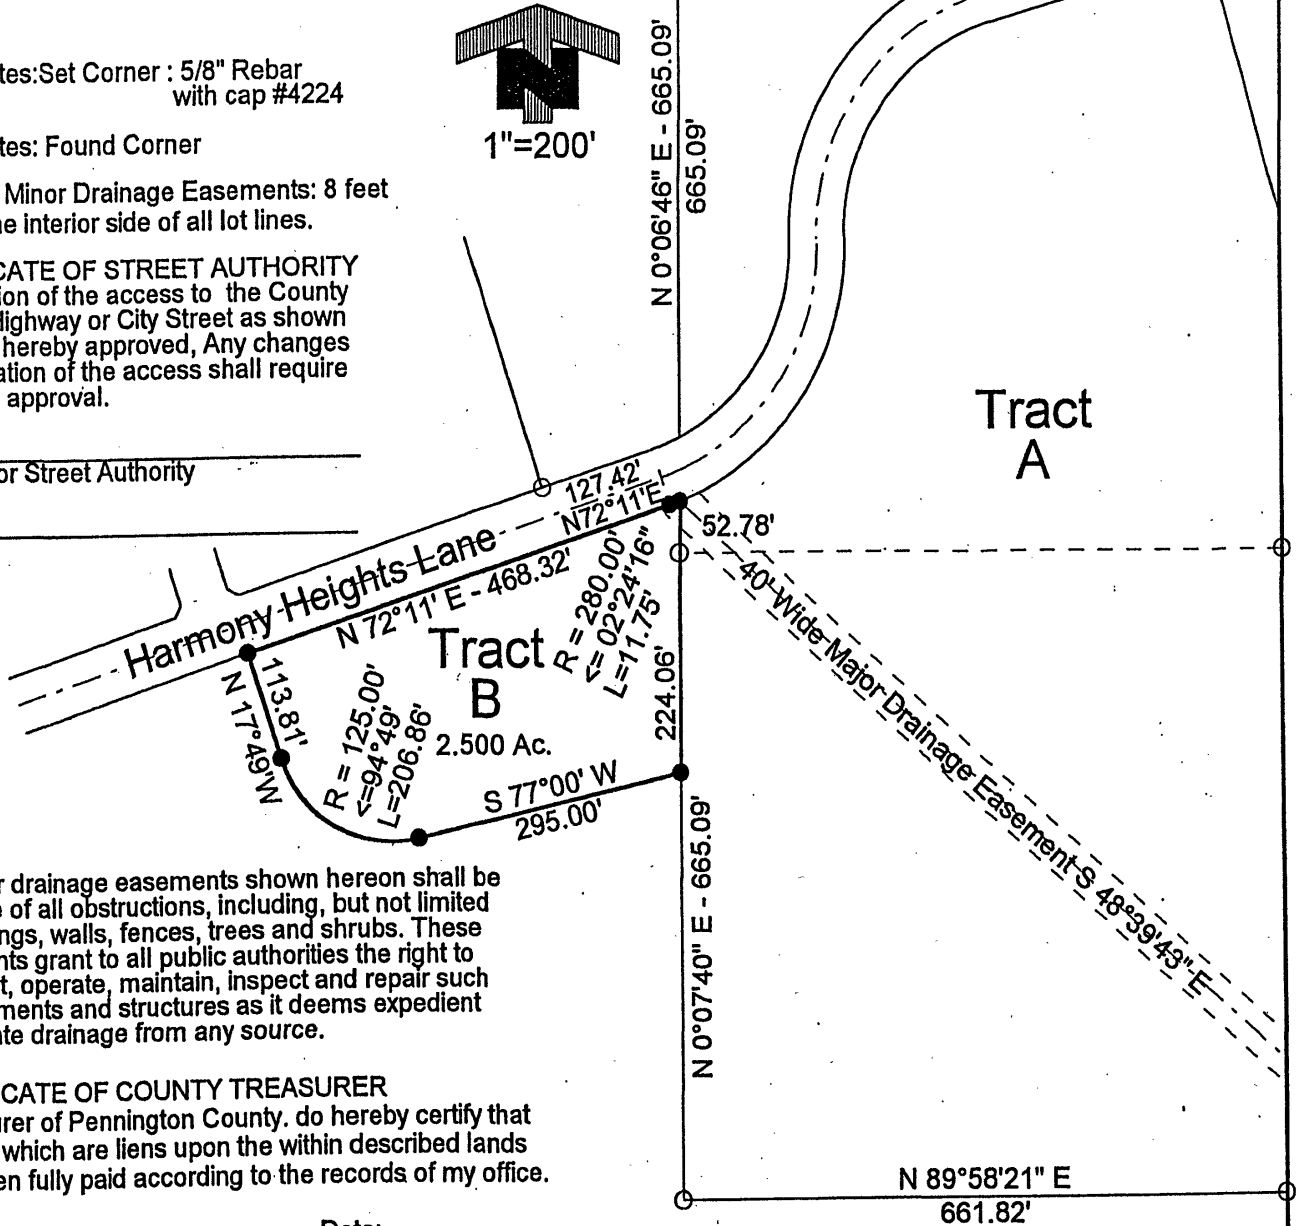 tes:Set Corner : 5/8" Rebar
with cap #4224
tes: Found Corner
Minor Drainage Easements: 8 feet
e interior side of all lot lines.
CATE OF STREET AUTHORITY
ion of the access to the County
Highway or City Street as shown
hereby approved, Any changes
ation of the access shall require
approval.
or Street Authority
N
1"=200'
N 0°06'46" E - 665.09'
665.09'
Tract
A
127.42'
N72°11'E
52.78'
Harmony Heights Lane
N 72°11' E - 468.32'
Tract
B
2.500 Ac.
R = 280.00'
<= 02°24'16"
L=11.75'
224.06'
113.81'
N 17°49'W
R = 125.00'
<=94°49'
L=206.86'
S 77°00' W
295.00'
40' Wide Major Drainage Easement S 48°39'43" E
N 0°07'40" E - 665.09'
r drainage easements shown hereon shall be
e of all obstructions, including, but not limited
ngs, walls, fences, trees and shrubs. These
nts grant to all public authorities the right to
t, operate, maintain, inspect and repair such
ments and structures as it deems expedient
ate drainage from any source.
ICATE OF COUNTY TREASURER
urer of Pennington County. do hereby certify that
which are liens upon the within described lands
en fully paid according to the records of my office.
Date:
N 89°58'21" E
661.82'